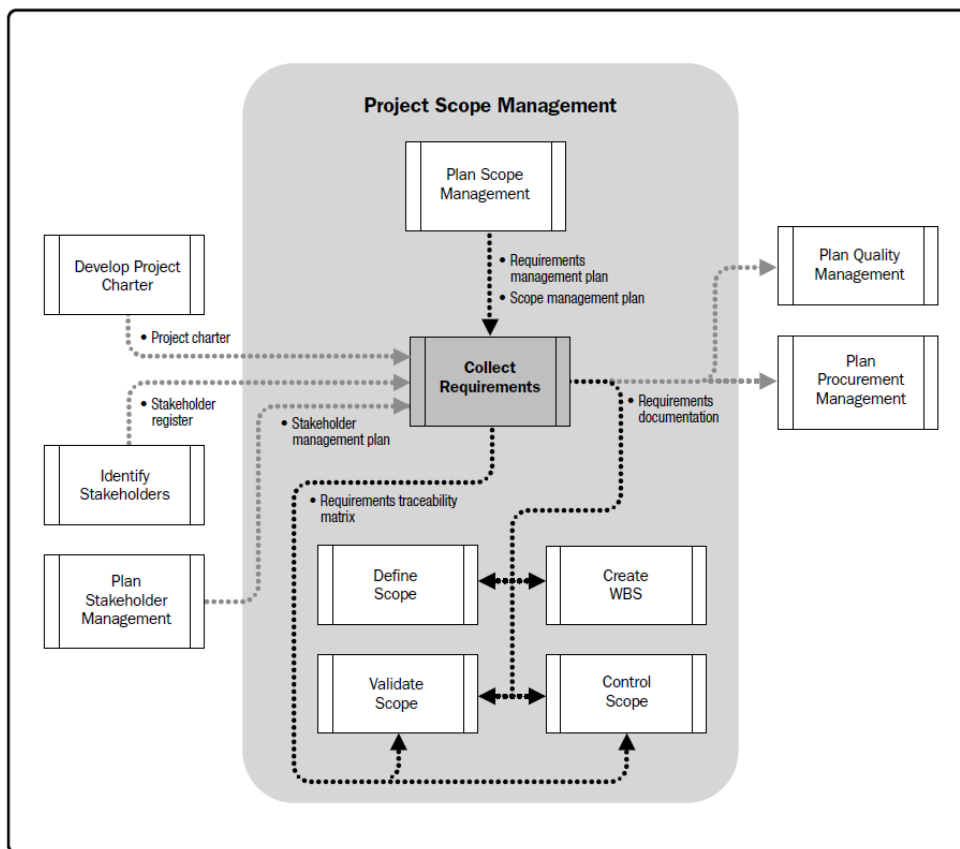 Project Scope Management
Plan Scope
Management
Develop Project
Charter
Plan Quality
Management
• Requirements
management plan
• Scope management plan
• Project charter
Collect
Requirements
Plan
Procurement
Management
• Stakeholder
register
• Stakeholder
management plan
• Requirements
documentation
Identify
Stakeholders
• Requirements traceability
matrix
Plan
Stakeholder
Management
Define
Scope
Create
WBS
Validate
Scope
Control
Scope